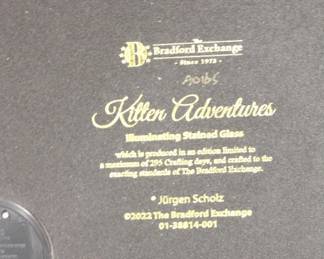 The
Bradford Exchange
- Since 1973 -
A0165
Kitten Adventures
Illuminating Stained Glass
which is produced in an edition limited to
a maximum of 295 Crafting days, and crafted to the
exacting standards of The Bradford Exchange.
© Jürgen Scholz
©2022 The Bradford Exchange
01-38814-001